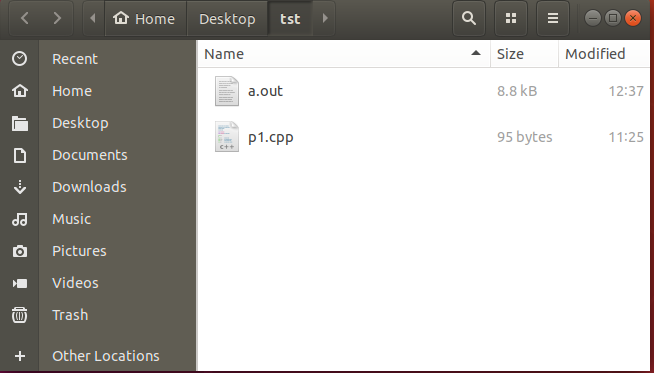 Home Desktop tst
Recent
Home
Desktop
Documents
Downloads
Music
Pictures
Videos
Trash
Other Locations
Name Size Modified
a.out 8.8 kB 12:37
p1.cpp 95 bytes 11:25
c++